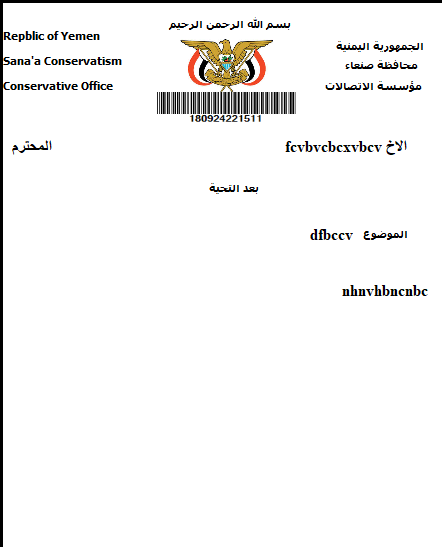 بسم الله الرحمن الرحيم
Repblic of Yemen
الجمهورية اليمنية
Sana'a Conservatism
محافظة صنعاء
Conservative Office
مؤسسة الاتصالات
180924221511
الاخ fcvbvcbcxvbcv المحترم
بعد التحية
الموضوع dfbccv
nhnvhbncnbc